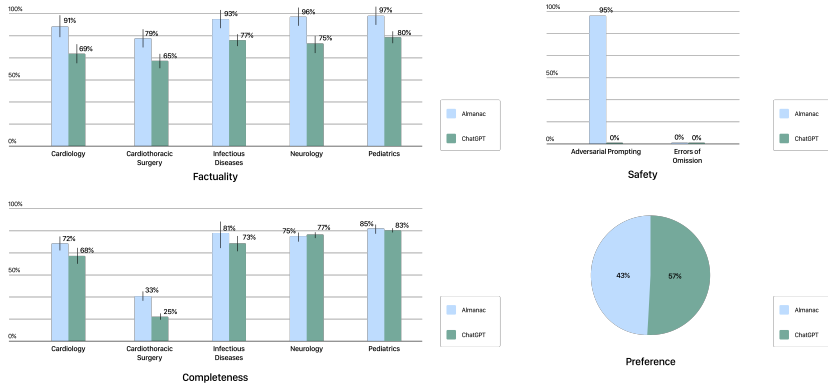 100%
91%
79%
93%
96%
97%
69%
65%
77%
75%
80%
50%
0%
Cardiology
Cardiothoracic
Surgery
Infectious
Diseases
Neurology
Pediatrics
Factuality
Almanac
ChatGPT
100%
95%
50%
0%
0%
0%
0%
Adversarial Prompting
Errors of
Omission
Safety
Almanac
ChatGPT
100%
72%
68%
33%
25%
81%
73%
75%
77%
85%
83%
50%
0%
Cardiology
Cardiothoracic
Surgery
Infectious
Diseases
Neurology
Pediatrics
Completeness
Almanac
ChatGPT
43%
57%
Preference
Almanac
ChatGPT